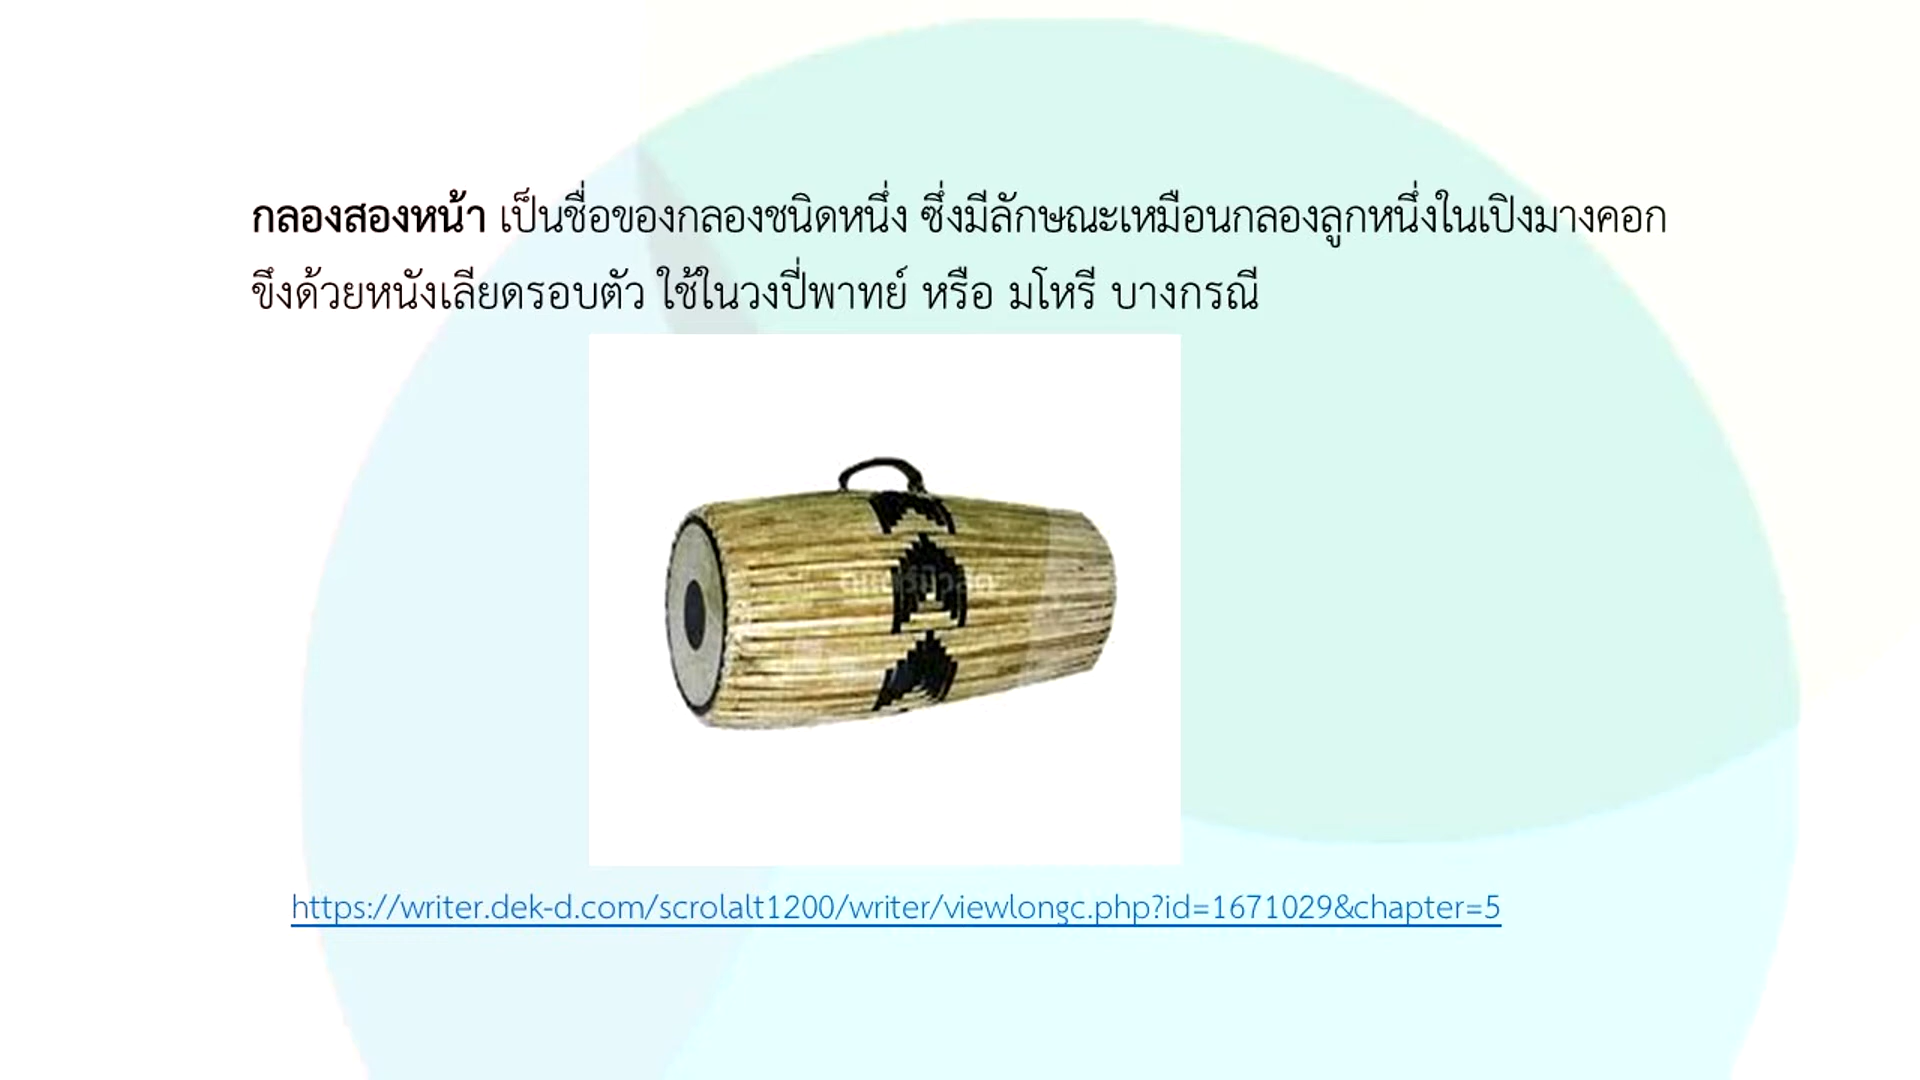 กลองสองหน้า เป็นชื่อของกลองชนิดหนึ่ง ซึ่งมีลักษณะเหมือนกลองลูกหนึ่งในเปิงมางคอก
ขึงด้วยหนังเลียดรอบตัว ใช้ในวงปี่พาทย์ หรือ มโหรี บางกรณี
https://writer.dek-d.com/scrolalt1200/writer/viewlongc.php?id=1671029&chapter=5